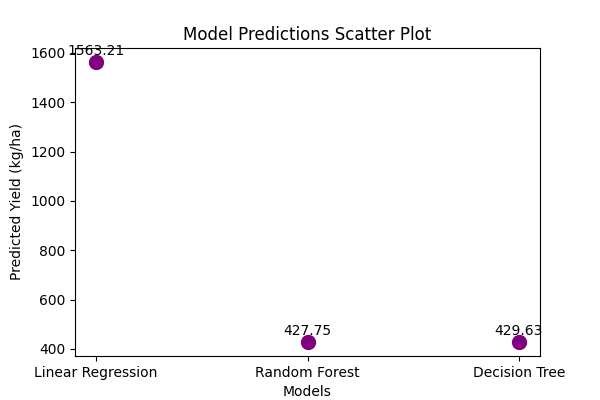 Model Predictions Scatter Plot
1563.21
1600
1400
1200
1000
800
600
400
Predicted Yield (kg/ha)
427.75
429.63
Linear Regression
Random Forest
Decision Tree
Models